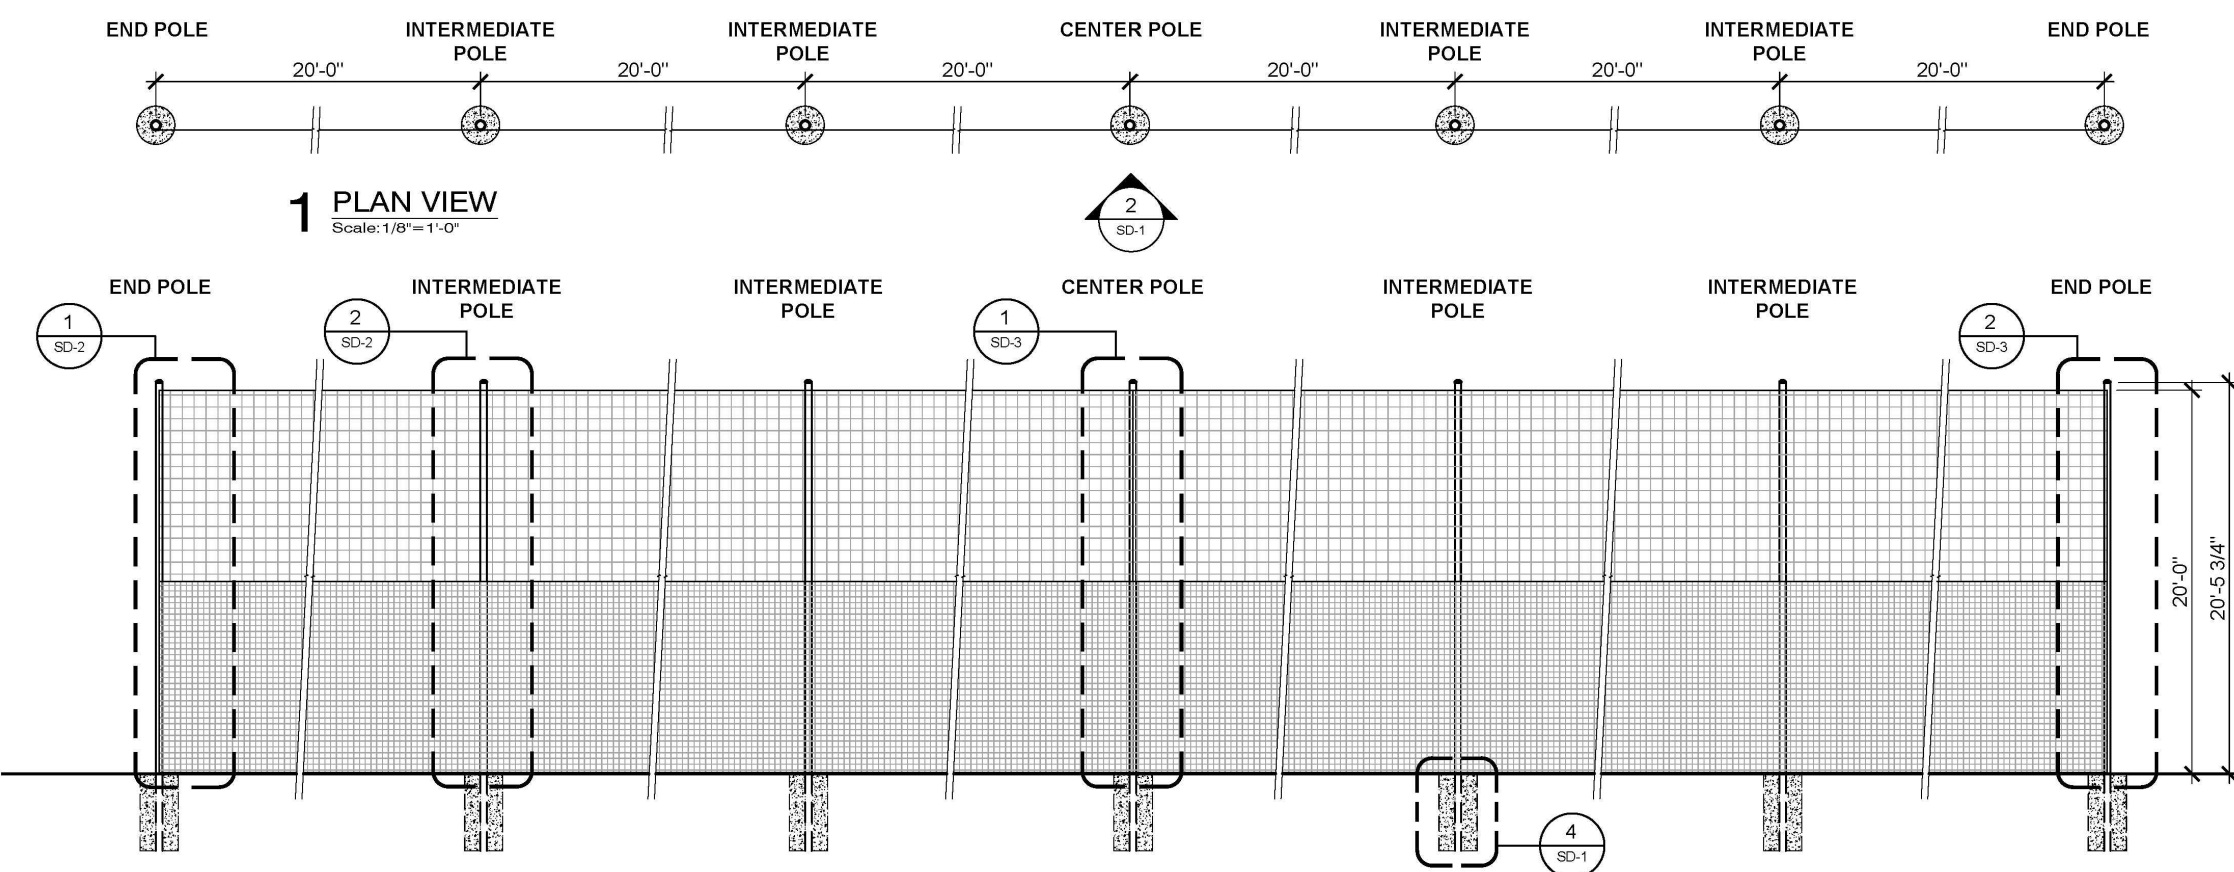 END POLE
INTERMEDIATE
POLE
INTERMEDIATE
POLE
CENTER POLE
INTERMEDIATE
POLE
INTERMEDIATE
POLE
END POLE
20'-0"
20'-0"
20'-0"
20'-0"
20'-0"
20'-0"
1 PLAN VIEW
Scale:1/8"=1'-0"
2
SD-1
END POLE
INTERMEDIATE
POLE
INTERMEDIATE
POLE
CENTER POLE
INTERMEDIATE
POLE
INTERMEDIATE
POLE
END POLE
1
SD-2
2
SD-2
1
SD-3
2
SD-3
20'-0"
20'-5 3/4"
4
SD-1